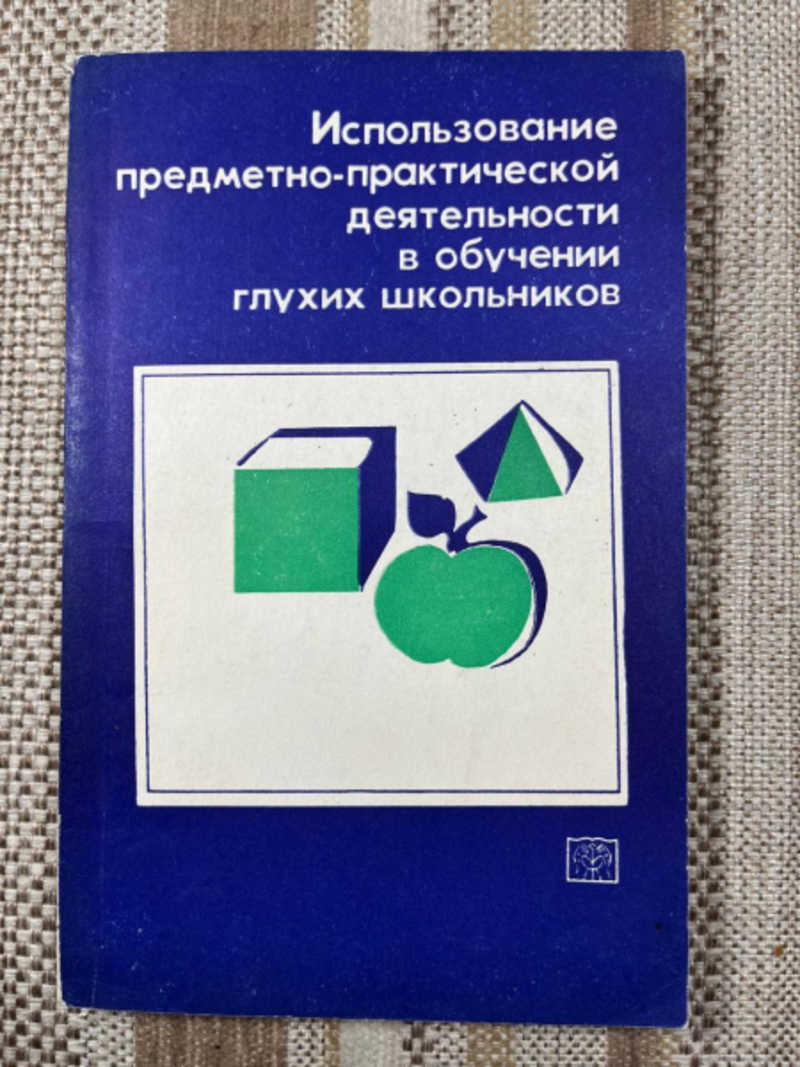 Использование
предметно-практической
деятельности
в обучении
глухих школьников